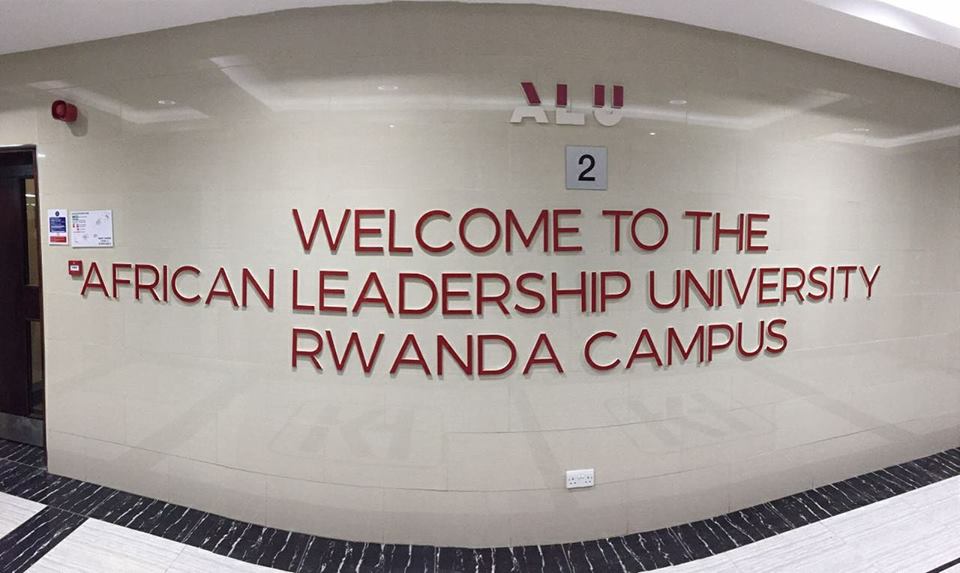 ALU
2
WELCOME TO THE
AFRICAN LEADERSHIP UNIVERSITY
RWANDA CAMPUS